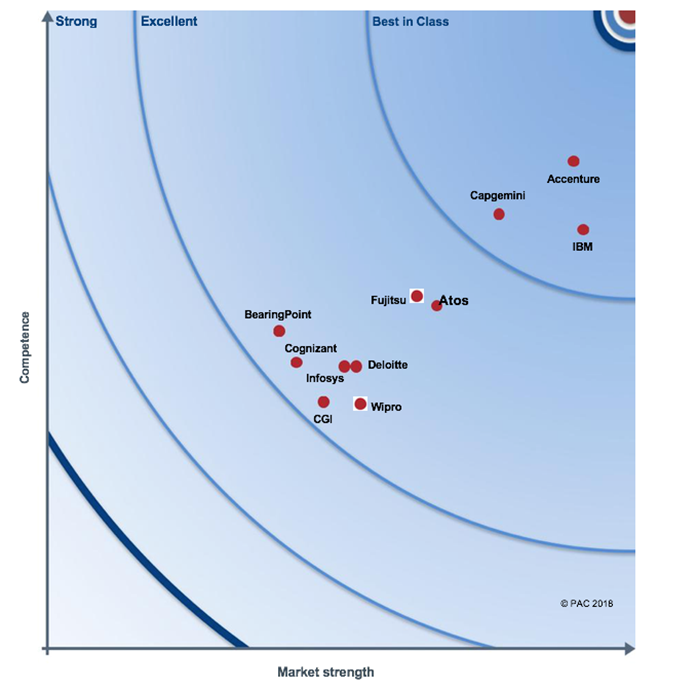 Strong
Excellent
Best in Class
Accenture
Capgemini
IBM
Fujitsu
Atos
BearingPoint
Cognizant
Deloitte
Infosys
Wipro
CGI
Competence
© PAC 2018
Market strength